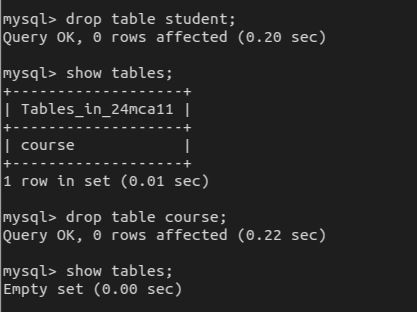 mysql> drop table student;
Query OK, 0 rows affected (0.20 sec)
mysql> show tables;
+-------------------+
| Tables_in_24mca11 |
+-------------------+
| course            |
+-------------------+
1 row in set (0.01 sec)
mysql> drop table course;
Query OK, 0 rows affected (0.22 sec)
mysql> show tables;
Empty set (0.00 sec)